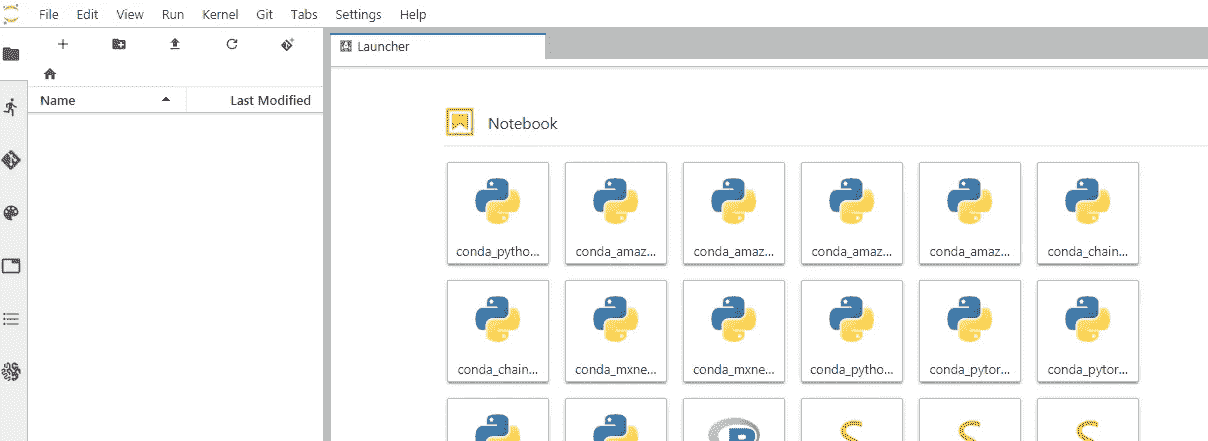 File Edit View Run Kernel Git Tabs Settings Help
Launcher
Name Last Modified
Notebook
conda_pytho... conda_amaz... conda_amaz... conda_amaz... conda_amaz... conda_chain...
conda_chain... conda_mxne... conda_mxne... conda_pytho... conda_pytor... conda_pytor...